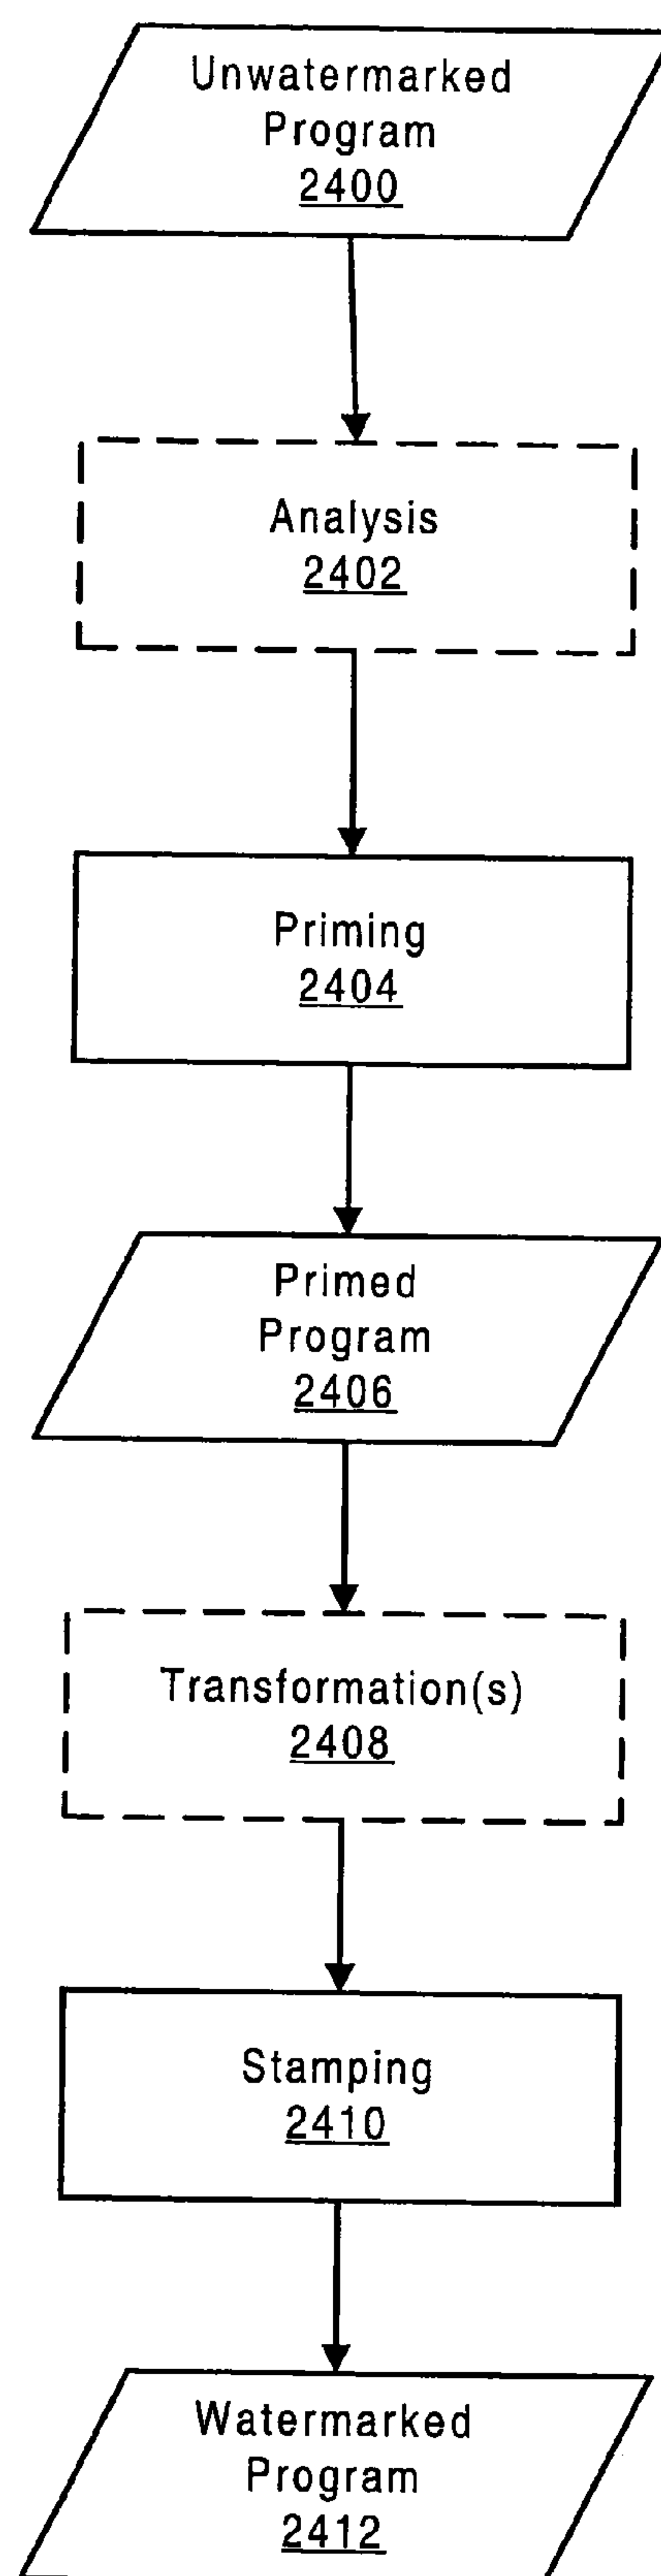 Unwatermarked
Program
2400
Analysis
2402
Priming
2404
Primed
Program
2406
Transformation(s)
2408
Stamping
2410
Watermarked
Program
2412